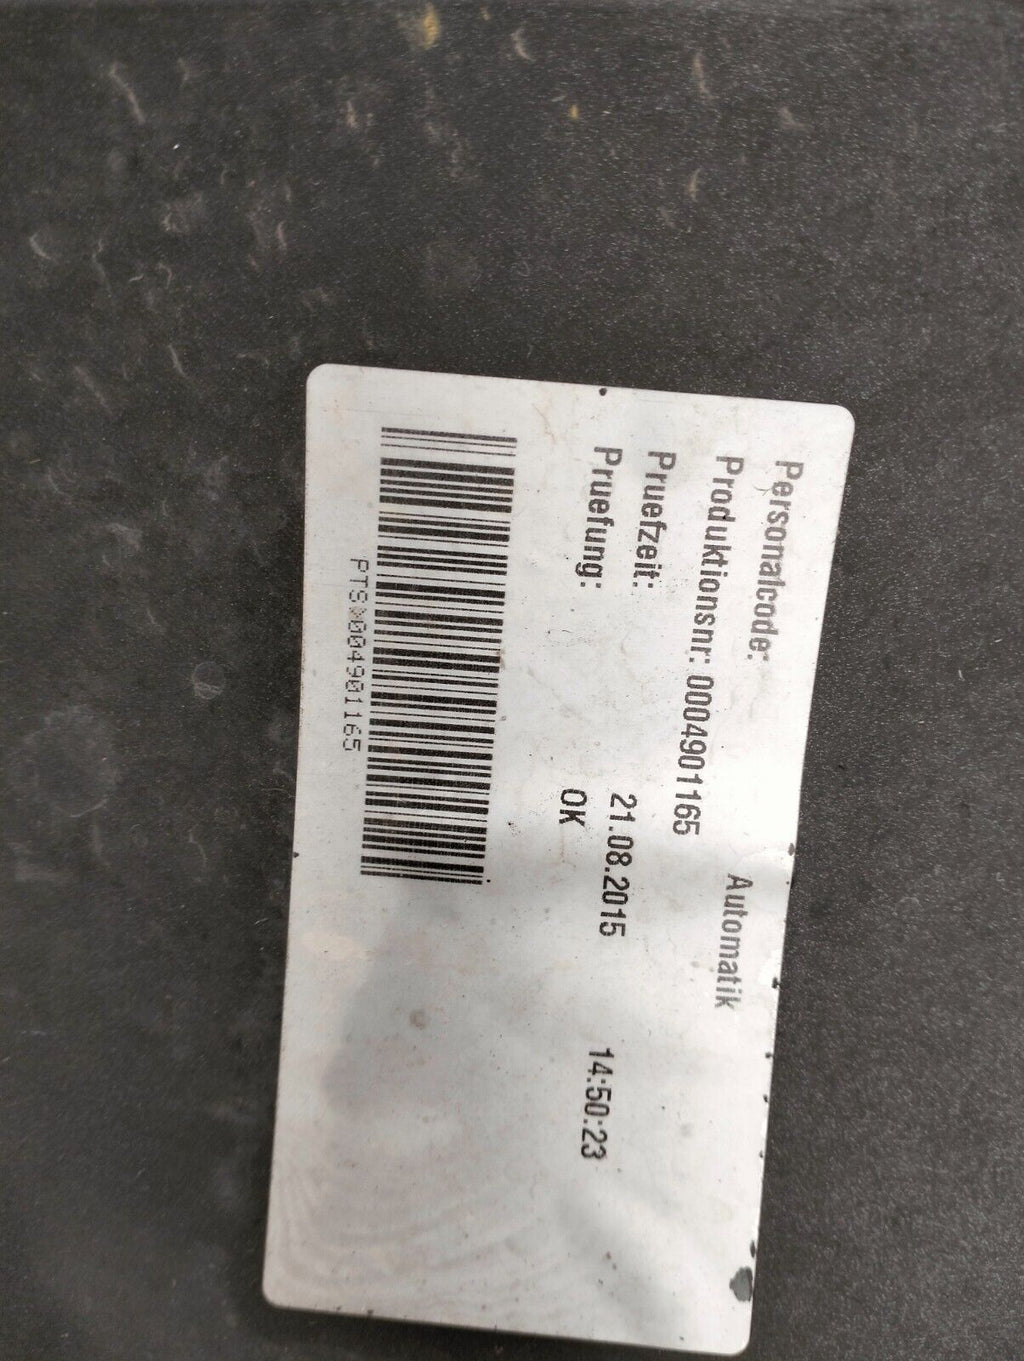 Personalcode: Automatik
Produktionsnr: 0004901165
Pruefzeit: 21.08.2015 14:50:23
Pruefung: OK
PTS0004901165